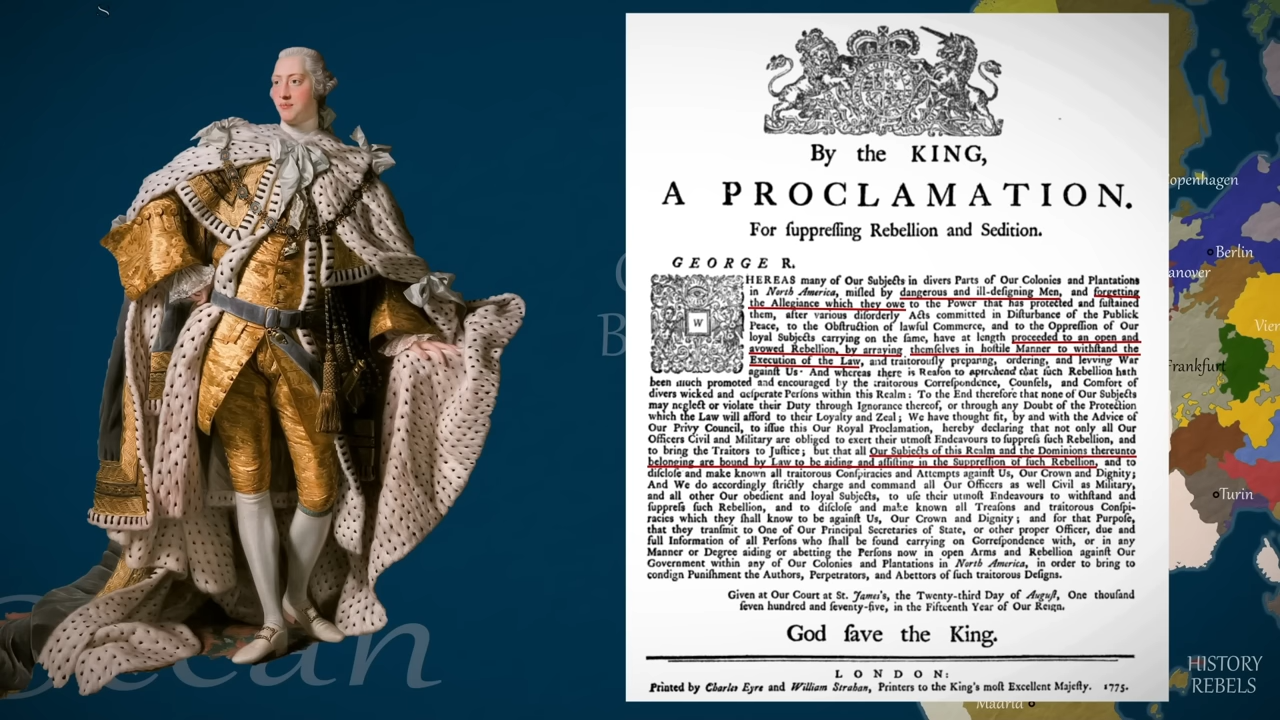 By the KING,
A PROCLAMATION.
For ſuppreſſing Rebellion and Sedition.
GEORGE R.
WHEREAS many of Our Subjects in divers Parts of Our Colonies and Plantations
in North America, miſled by dangerous and ill-deſigning Men, and forgetting
the Allegiance which they owe to the Power that has protected and ſuſtained
them, after various diſorderly Acts committed in Diſturbance of the Publick
Peace, to the Obſtruction of lawful Commerce, and to the Oppreſſion of Our
loyal Subjects carrying on the ſame, have at length proceeded to an open and
avowed Rebellion, by arraying themſelves in hoſtile Manner to withſtand the
Execution of the Law, and traitorouſly preparing, ordering, and levying War
againſt Us· And whereas there is Reaſon to apprehend that ſuch Rebellion hath
been much promoted and encouraged by the traitorous Correſpondence, Counſels, and Comfort of
divers wicked and deſperate Perſons within this Realm: To the End therefore that none of Our Subjects
may neglect or violate their Duty through Ignorance thereof, or through any Doubt of the Protection
which the Law will afford to their Loyalty and Zeal; We have thought fit, by and with the Advice of
Our Privy Council, to iſſue this Our Royal Proclamation, hereby declaring that not only all Our
Officers Civil and Military are obliged to exert their utmoſt Endeavours to ſuppreſs ſuch Rebellion, and
to bring the Traitors to Juſtice; but that all Our Subjects of this Realm and the Dominions thereunto
belonging are bound by Law to be aiding and aſſiſting in the Suppreſſion of ſuch Rebellion, and to
diſcloſe and make known all traitorous Conſpiracies and Attempts againſt Us, Our Crown and Dignity;
And We do accordingly ſtrictly charge and command all Our Officers as well Civil as Military,
and all other Our obedient and loyal Subjects, to uſe their utmoſt Endeavours to withſtand and
ſuppreſs ſuch Rebellion, and to diſcloſe and make known all Treaſons and traitorous Conſpi-
racies which they ſhall know to be againſt Us, Our Crown and Dignity; and for that Purpoſe,
that they tranſmit to One of Our Principal Secretaries of State, or other proper Officer, due and
full Information of all Perſons who ſhall be found carrying on Correſpondence with, or in any
Manner or Degree aiding or abetting the Perſons now in open Arms and Rebellion againſt Our
Government within any of Our Colonies and Plantations in North America, in order to bring to
condign Puniſhment the Authors, Perpetrators, and Abettors of ſuch traitorous Deſigns.
Given at Our Court at St. James's, the Twenty-third Day of Auguſt, One thouſand
ſeven hundred and ſeventy-five, in the Fifteenth Year of Our Reign.
God ſave the King.
LONDON:
Printed by Charles Eyre and William Strahan, Printers to the King's moſt Excellent Majeſty. 1775.
openhagen
Berlin
anover
Vien
Frankfurt
Turin
Madrid
HISTORY
REBELS